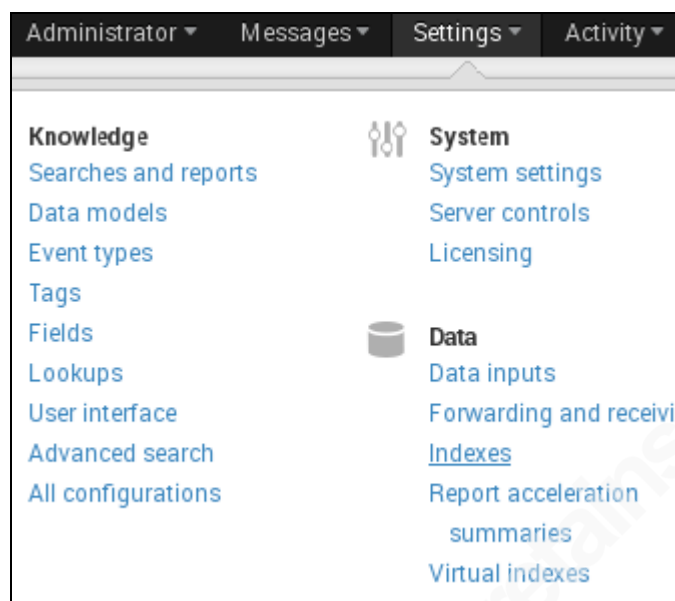 Administrator Messages Settings Activity
Knowledge
Searches and reports
Data models
Event types
Tags
Fields
Lookups
User interface
Advanced search
All configurations
System
System settings
Server controls
Licensing
Data
Data inputs
Forwarding and receivi
Indexes
Report acceleration
summaries
Virtual indexes